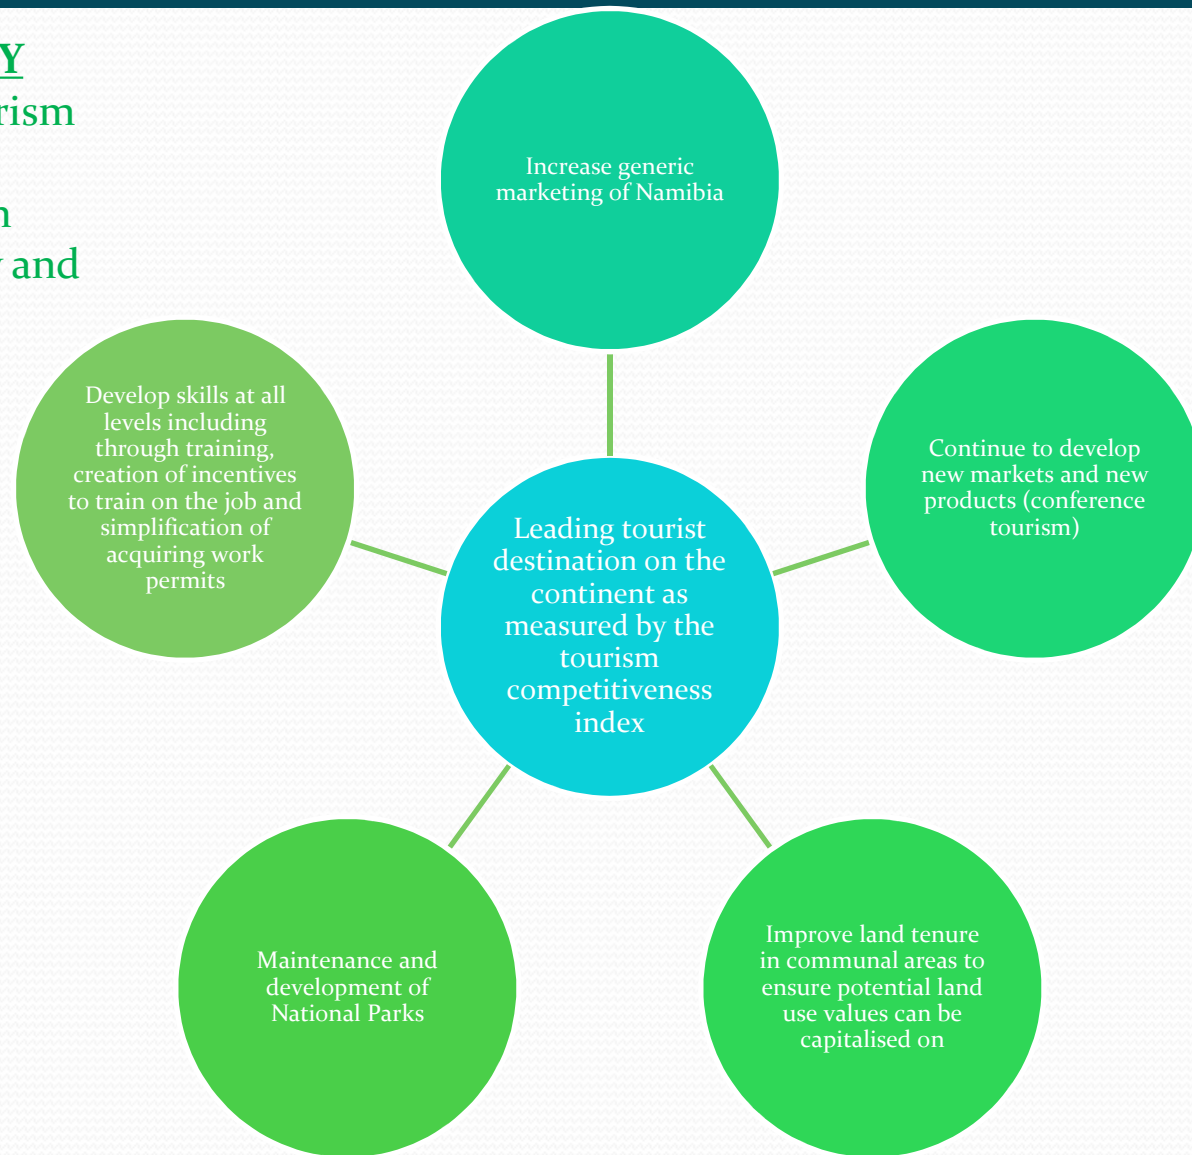 Y
rism
n
and
Increase generic
marketing of Namibia
Develop skills at all
levels including
through training,
creation of incentives
to train on the job and
simplification of
acquiring work
permits
Continue to develop
new markets and new
products (conference
tourism)
Leading tourist
destination on the
continent as
measured by the
tourism
competitiveness
index
Maintenance and
development of
National Parks
Improve land tenure
in communal areas to
ensure potential land
use values can be
capitalised on